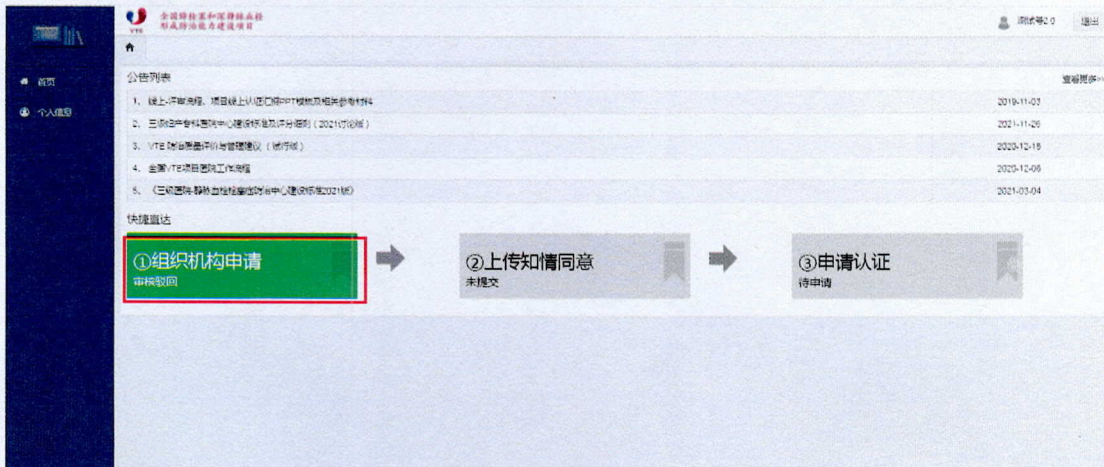 全国肺栓塞和深静脉血栓
形成防治能力建设项目
VTE
测试号2.0 退出
首页
个人信息
公告列表 查看更多>>
1、线上-评审流程、项目线上认证汇报PPT模板及相关参考材料 2019-11-03
2、三级妇产专科医院中心建设标准及评分细则（2021讨论版） 2021-11-26
3、VTE 防治质量评价与管理建议（试行版） 2020-12-18
4、全国VTE项目医院工作流程 2020-12-08
5、《三级医院-静脉血栓栓塞症防治中心建设标准2021版》 2021-03-04
快捷直达
①组织机构申请
审核驳回
②上传知情同意
未提交
③申请认证
待申请